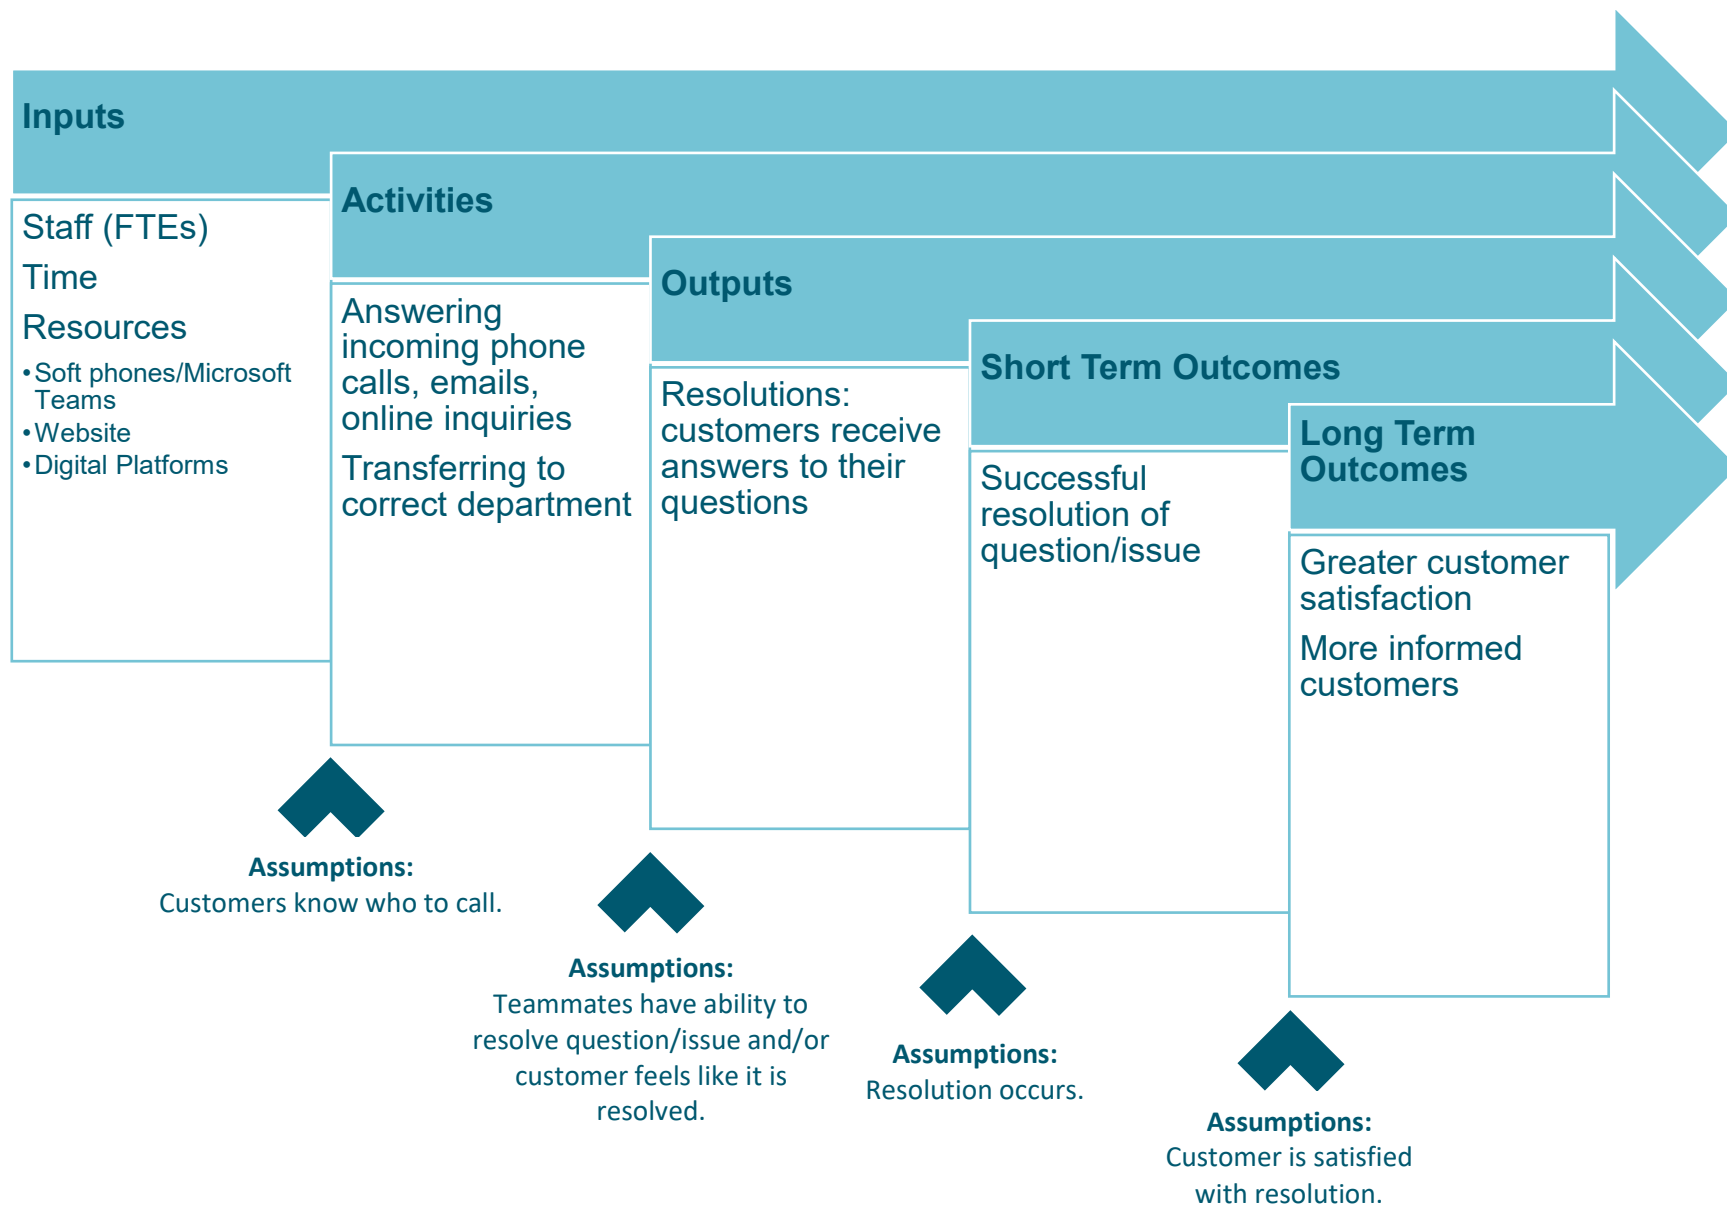 Inputs
Staff (FTEs)
Time
Resources
•Soft phones/Microsoft
Teams
•Website
•Digital Platforms
Activities
Answering
incoming phone
calls, emails,
online inquiries
Transferring to
correct department
Outputs
Resolutions:
customers receive
answers to their
questions
Short Term Outcomes
Successful
resolution of
question/issue
Long Term
Outcomes
Greater customer
satisfaction
More informed
customers
Assumptions:
Customers know who to call.
Assumptions:
Teammates have ability to
resolve question/issue and/or
customer feels like it is
resolved.
Assumptions:
Resolution occurs.
Assumptions:
Customer is satisfied
with resolution.